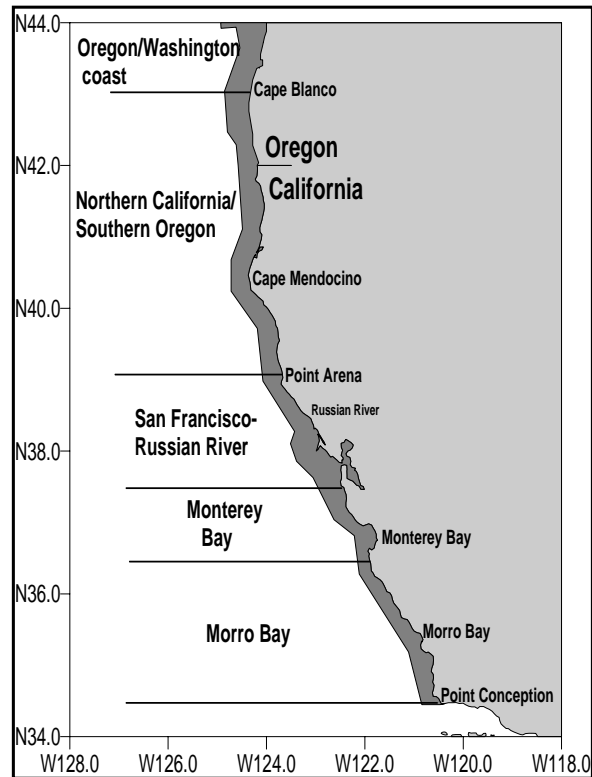 N44.0
Oregon/Washington
coast
Cape Blanco
Oregon
N42.0
California
Northern California/
Southern Oregon
Cape Mendocino
N40.0
Point Arena
Russian River
San Francisco-
Russian River
N38.0
Monterey
Bay
Monterey Bay
N36.0
Morro Bay
Morro Bay
Point Conception
N34.0
W128.0 W126.0 W124.0 W122.0 W120.0 W118.0